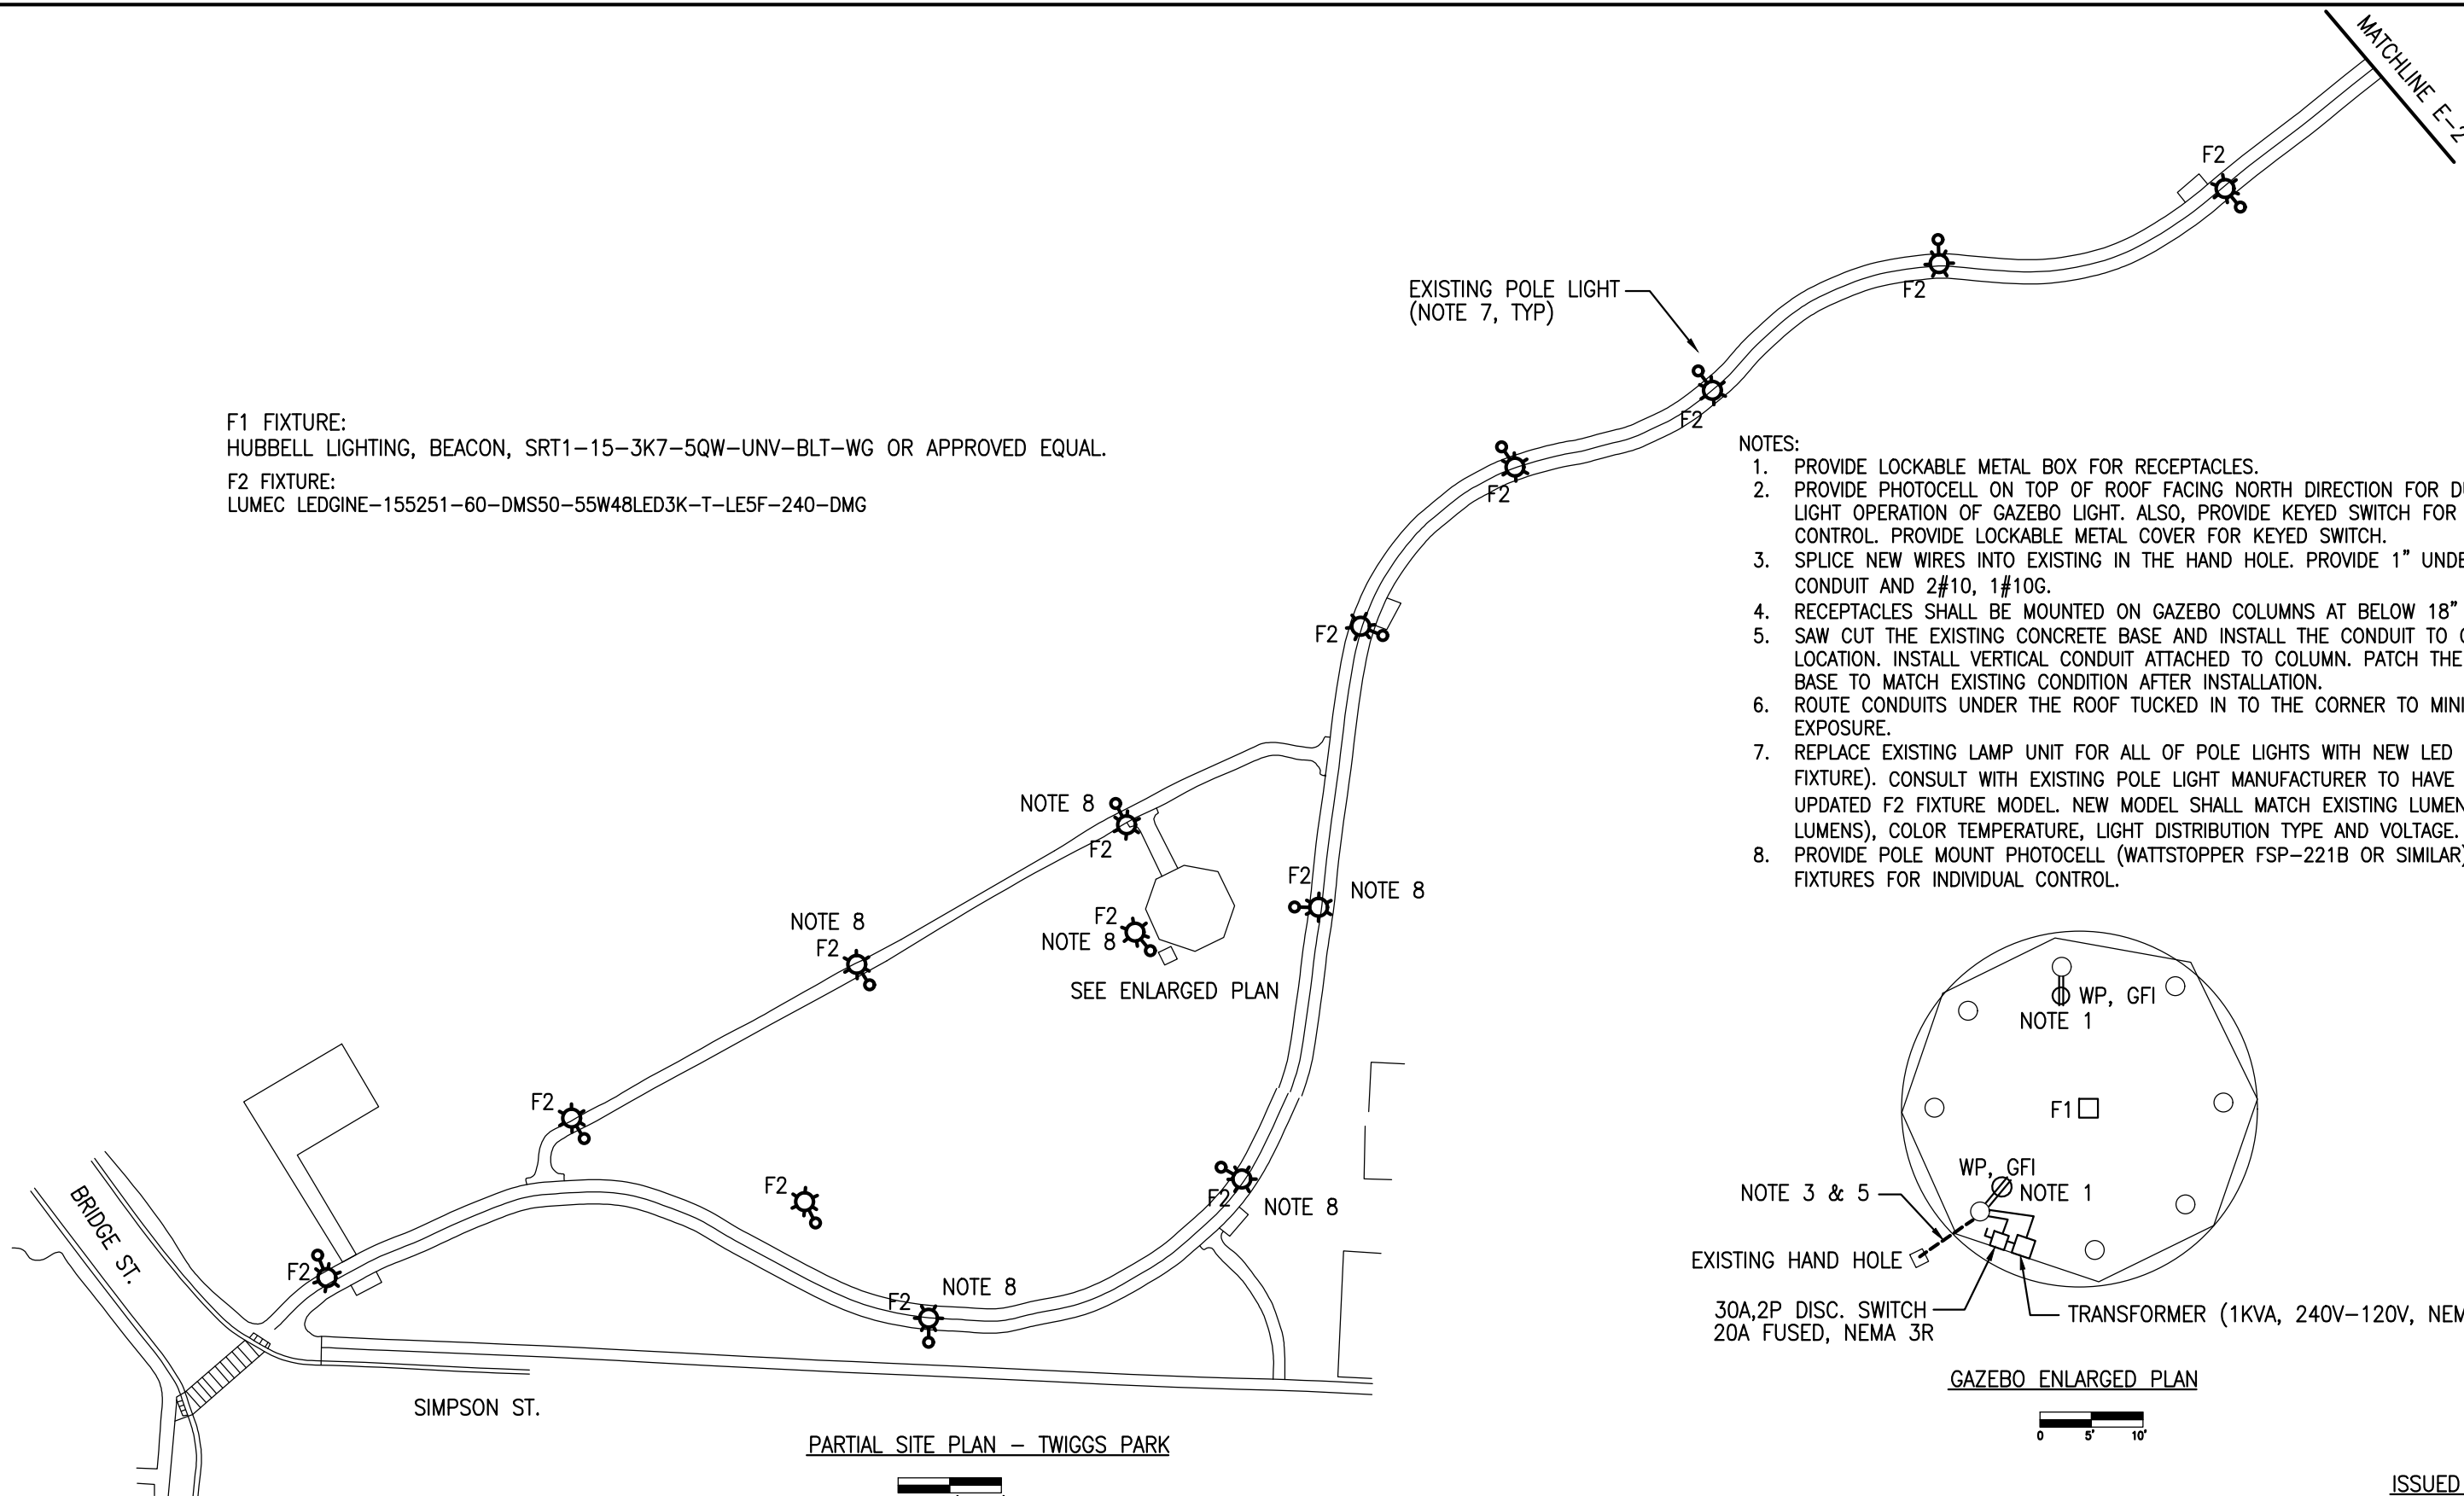 MATCHLINE E-2
F2
F2
EXISTING POLE LIGHT
(NOTE 7, TYP)
F2
F2
F1 FIXTURE:
HUBBELL LIGHTING, BEACON, SRT1-15-3K7-5QW-UNV-BLT-WG OR APPROVED EQUAL.
F2 FIXTURE:
LUMEC LEDGINE-155251-60-DMS50-55W48LED3K-T-LE5F-240-DMG
NOTES:
1. PROVIDE LOCKABLE METAL BOX FOR RECEPTACLES.
2. PROVIDE PHOTOCELL ON TOP OF ROOF FACING NORTH DIRECTION FOR
LIGHT OPERATION OF GAZEBO LIGHT. ALSO, PROVIDE KEYED SWITCH FOR
CONTROL. PROVIDE LOCKABLE METAL COVER FOR KEYED SWITCH.
3. SPLICE NEW WIRES INTO EXISTING IN THE HAND HOLE. PROVIDE 1" UNDE
CONDUIT AND 2#10, 1#10G.
4. RECEPTACLES SHALL BE MOUNTED ON GAZEBO COLUMNS AT BELOW 18"
5. SAW CUT THE EXISTING CONCRETE BASE AND INSTALL THE CONDUIT TO
LOCATION. INSTALL VERTICAL CONDUIT ATTACHED TO COLUMN. PATCH THE
BASE TO MATCH EXISTING CONDITION AFTER INSTALLATION.
6. ROUTE CONDUITS UNDER THE ROOF TUCKED IN TO THE CORNER TO MINI
EXPOSURE.
7. REPLACE EXISTING LAMP UNIT FOR ALL OF POLE LIGHTS WITH NEW LED
FIXTURE). CONSULT WITH EXISTING POLE LIGHT MANUFACTURER TO HAVE
UPDATED F2 FIXTURE MODEL. NEW MODEL SHALL MATCH EXISTING LUMEN
LUMENS), COLOR TEMPERATURE, LIGHT DISTRIBUTION TYPE AND VOLTAGE.
8. PROVIDE POLE MOUNT PHOTOCELL (WATTSTOPPER FSP-221B OR SIMILAR)
FIXTURES FOR INDIVIDUAL CONTROL.
F2
NOTE 8
F2
F2
NOTE 8
NOTE 8
F2
F2
NOTE 8
SEE ENLARGED PLAN
F2
F2
F2
NOTE 8
F2
NOTE 8
F2
BRIDGE ST.
SIMPSON ST.
PARTIAL SITE PLAN - TWIGGS PARK
WP, GFI
NOTE 1
F1
WP, GFI
NOTE 1
NOTE 3 & 5
EXISTING HAND HOLE
30A,2P DISC. SWITCH
20A FUSED, NEMA 3R
TRANSFORMER (1KVA, 240V-120V, NEM
GAZEBO ENLARGED PLAN
0 5' 10'
ISSUED